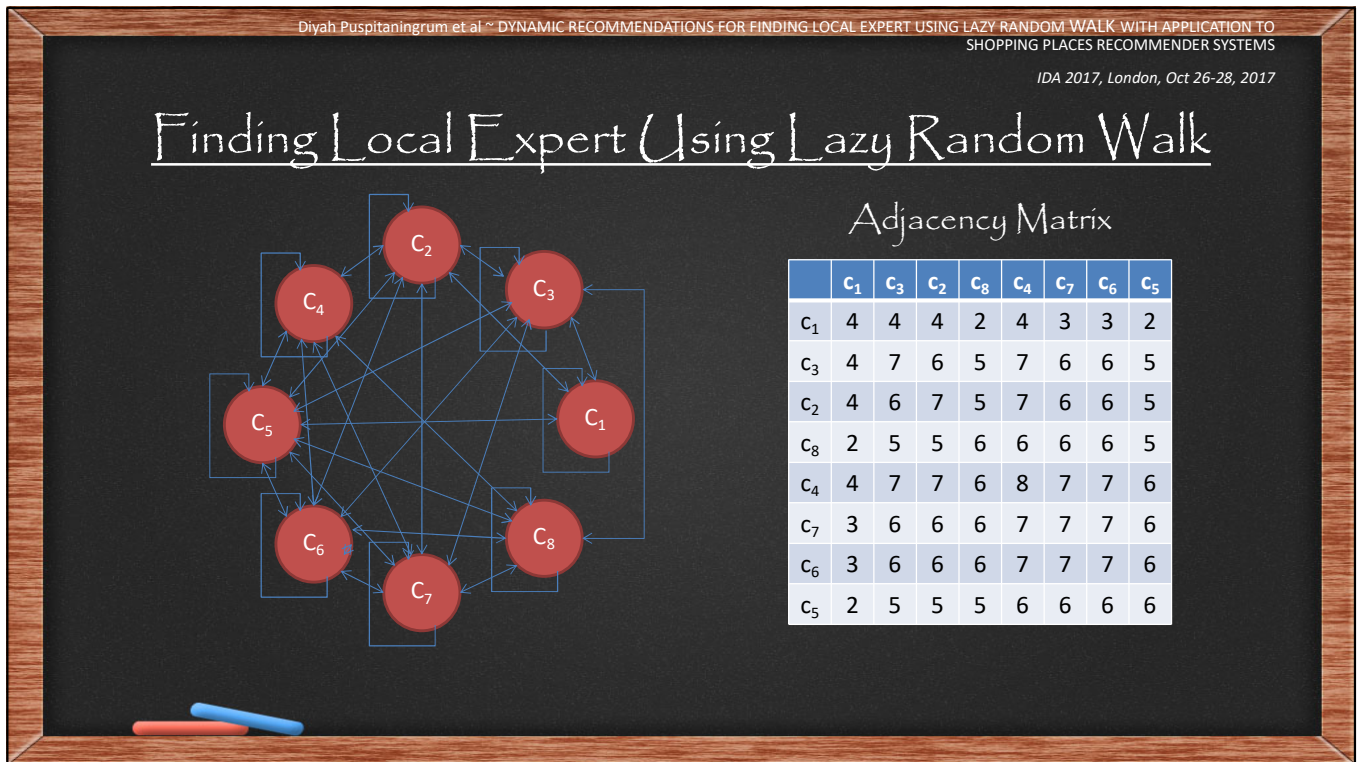 Diyah Puspitaningrum et al ~ DYNAMIC RECOMMENDATIONS FOR FINDING LOCAL EXPERT USING LAZY RANDOM WALK WITH APPLICATION TO
SHOPPING PLACES RECOMMENDER SYSTEMS
IDA 2017, London, Oct 26-28, 2017
Finding Local Expert Using Lazy Random Walk
C₂
C₃
C₄
C₁
C₅
C₈
C₆
C₇
Adjacency Matrix
c₁ c₃ c₂ c₈ c₄ c₇ c₆ c₅
c₁ 4 4 4 2 4 3 3 2
c₃ 4 7 6 5 7 6 6 5
c₂ 4 6 7 5 7 6 6 5
c₈ 2 5 5 6 6 6 6 5
c₄ 4 7 7 6 8 7 7 6
c₇ 3 6 6 6 7 7 7 6
c₆ 3 6 6 6 7 7 7 6
c₅ 2 5 5 5 6 6 6 6